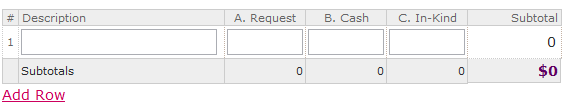 # Description A. Request B. Cash C. In-Kind Subtotal
1 0
Subtotals 0 0 0 $0
Add Row